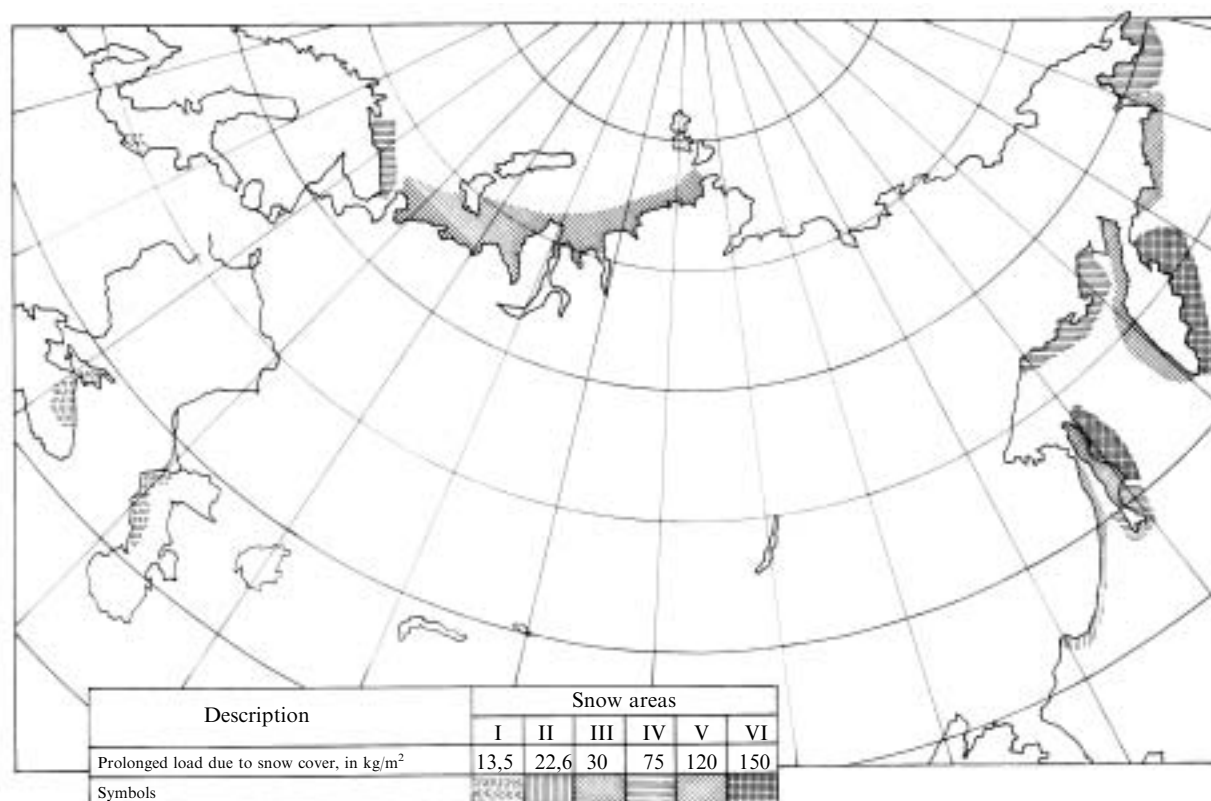 Description
Snow areas
I II III IV V VI
Prolonged load due to snow cover, in kg/m² 13,5 22,6 30 75 120 150
Symbols